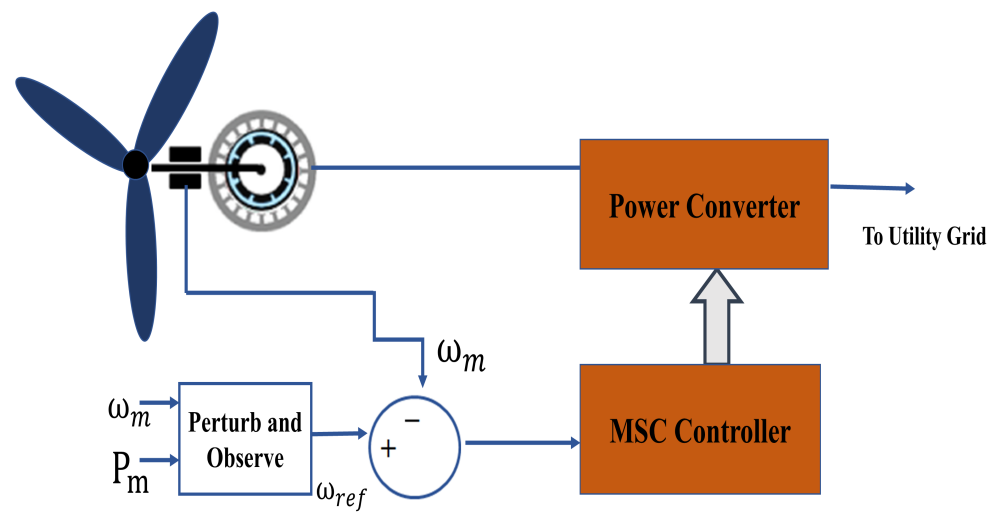 Power Converter
To Utility Grid
ωm
ωm
Perturb and
Observe
−
+
MSC Controller
Pm
ωref